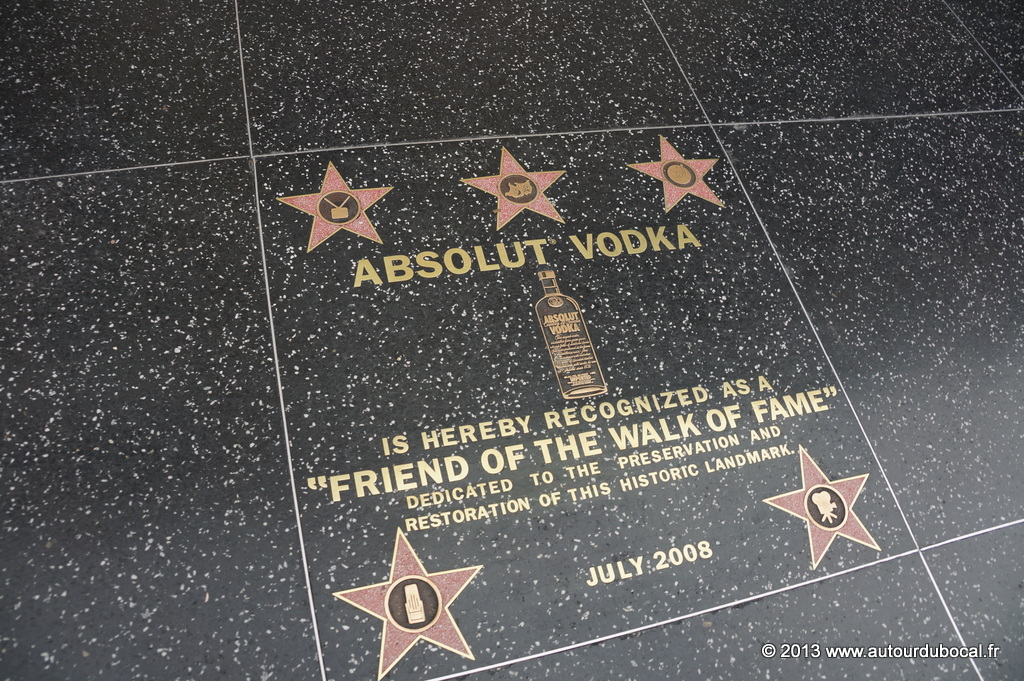 ABSOLUT® VODKA
ABSOLUT
VODKA
IS HEREBY RECOGNIZED AS A
"FRIEND OF THE WALK OF FAME"
DEDICATED TO THE PRESERVATION AND
RESTORATION OF THIS HISTORIC LANDMARK.
JULY 2008
© 2013 www.autourdubocal.fr